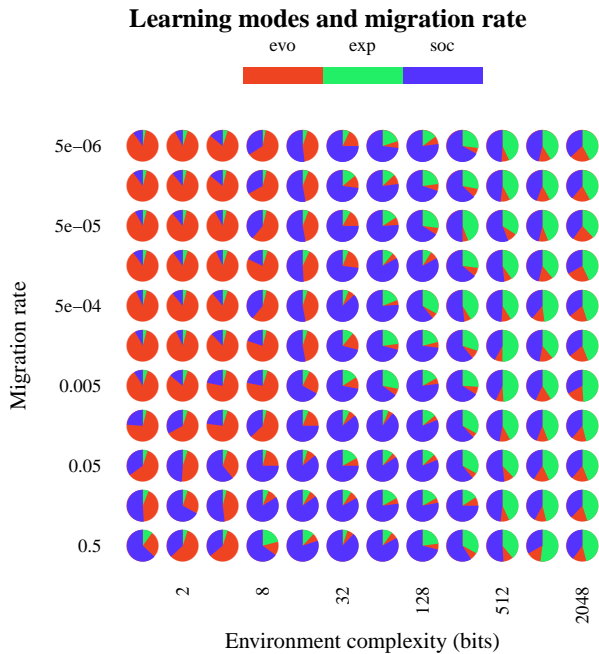 Learning modes and migration rate
evo exp soc
5e−06
5e−05
5e−04
0.005
0.05
0.5
Migration rate
2 8 32 128 512 2048
Environment complexity (bits)